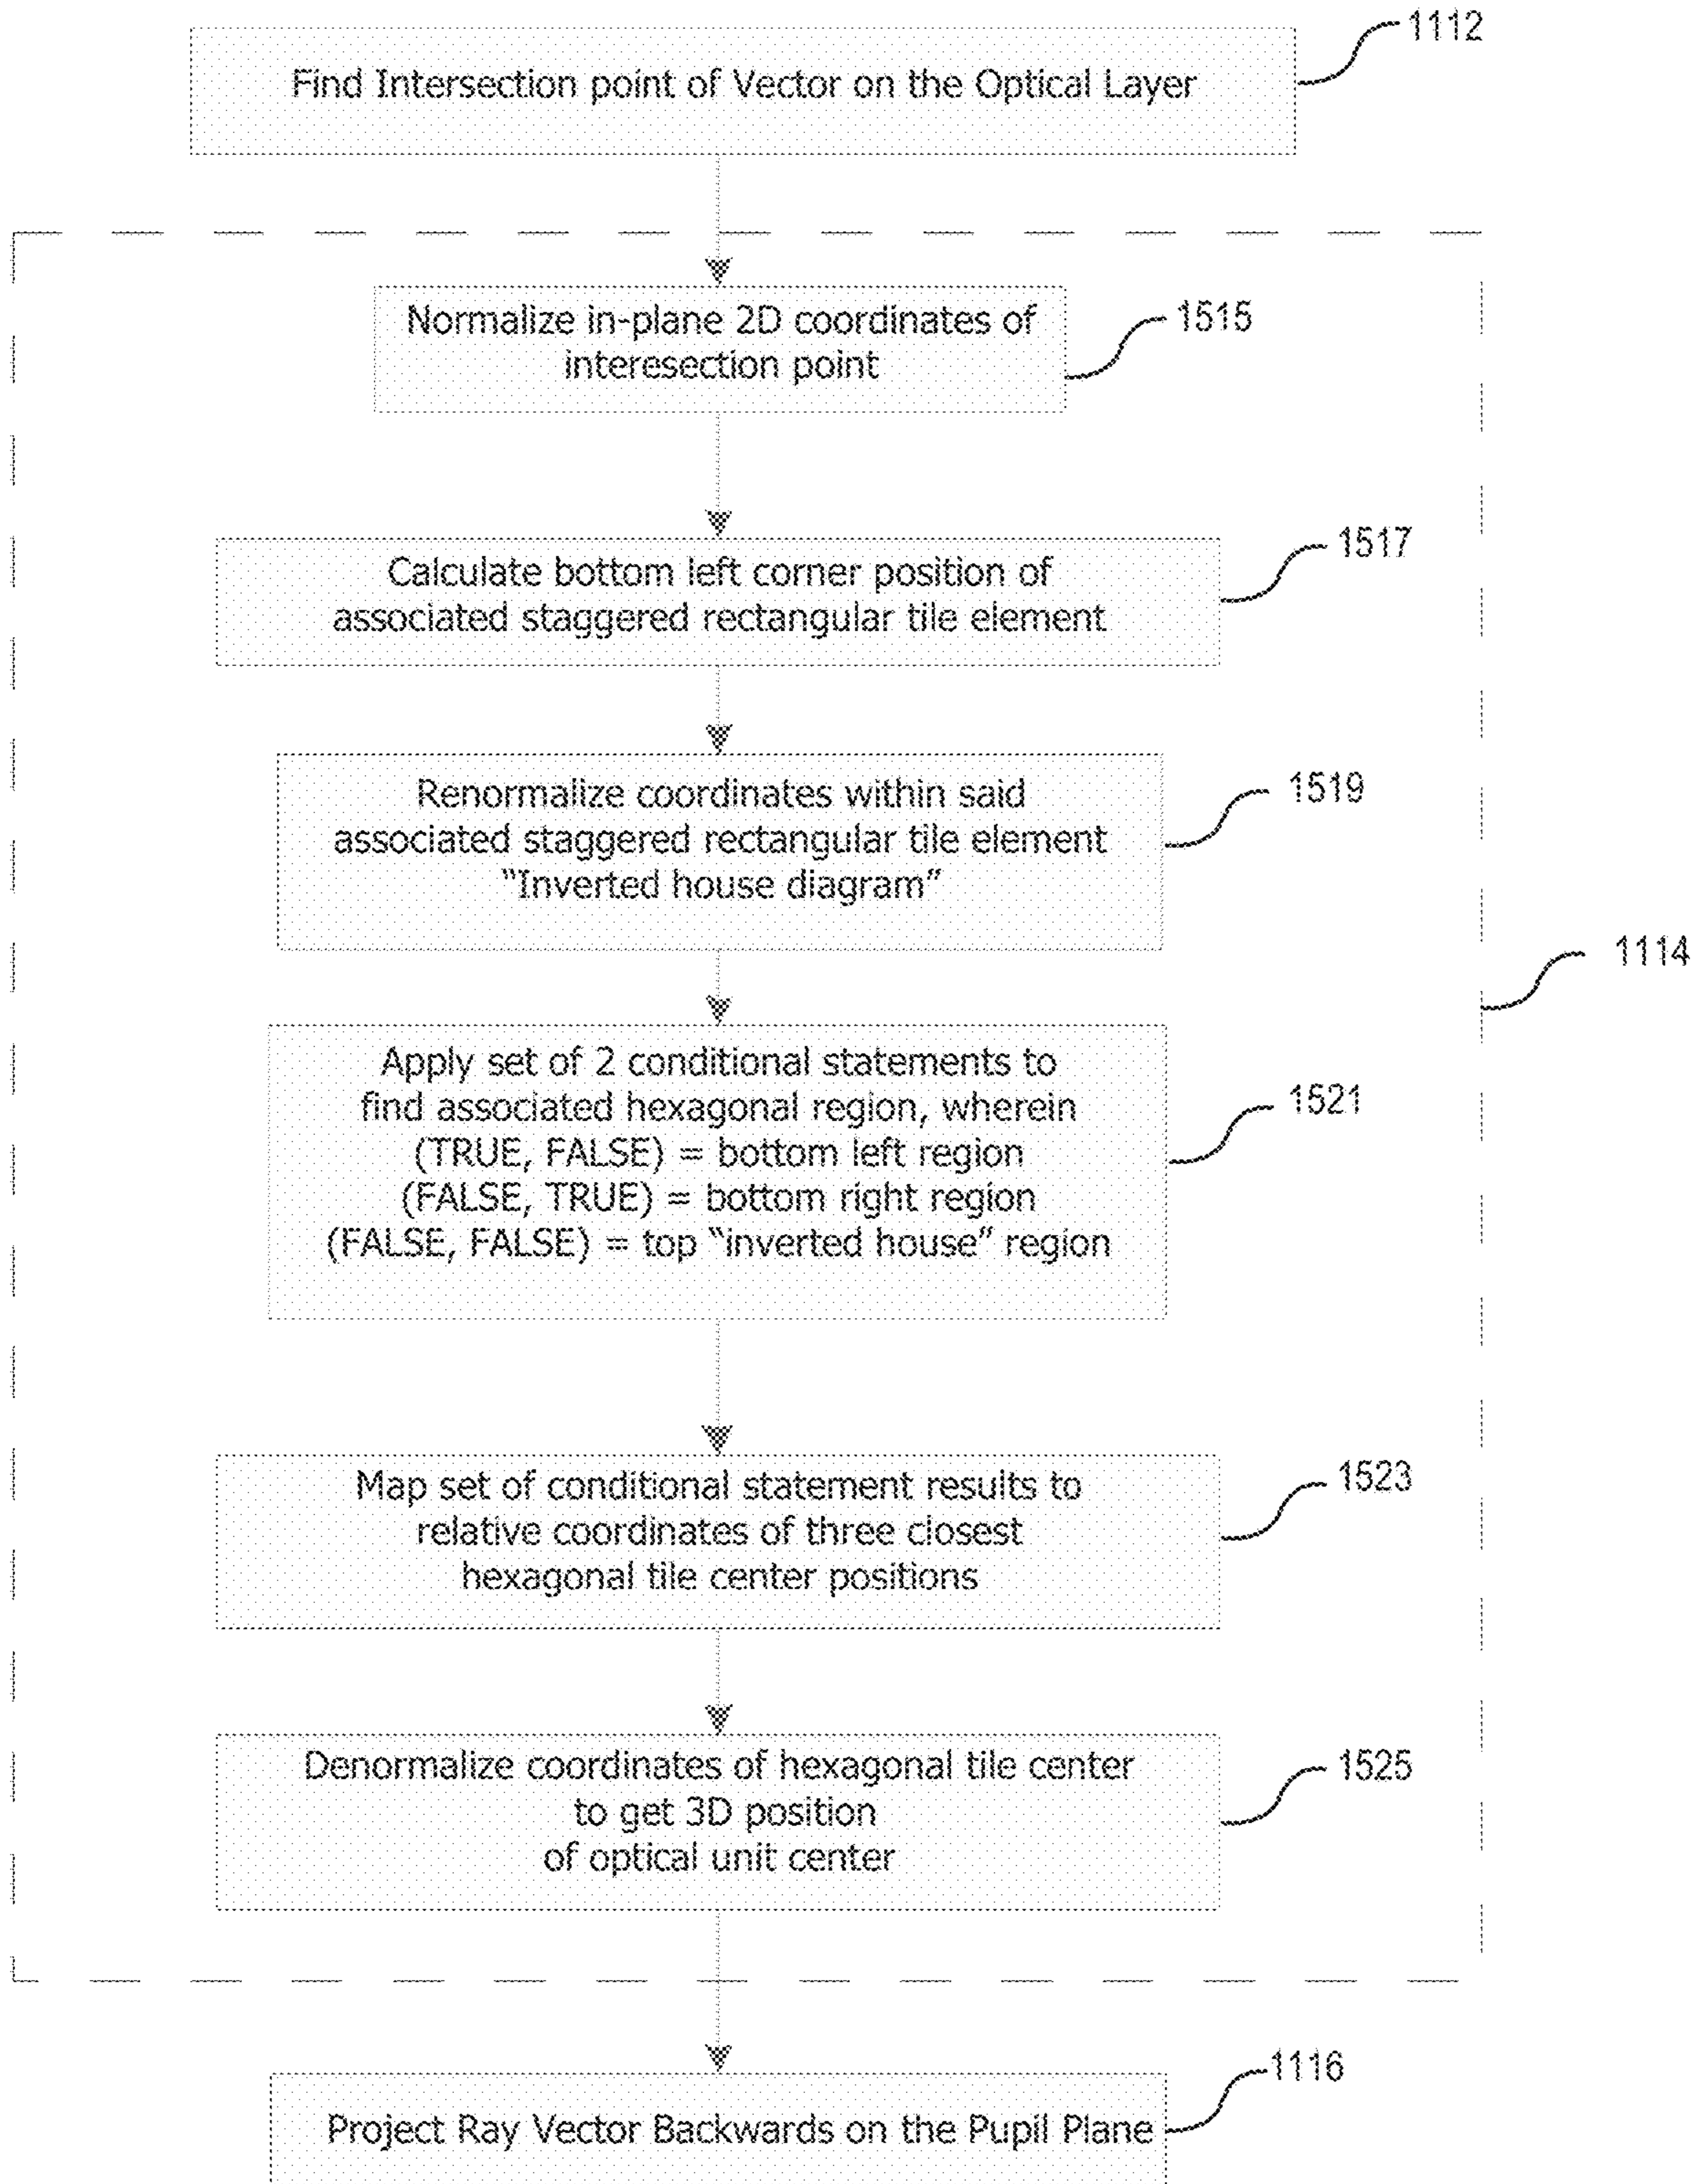 1112
Find Intersection point of Vector on the Optical Layer
Normalize in-plane 2D coordinates of
interesection point
1515
Calculate bottom left corner position of
associated staggered rectangular tile element
1517
Renormalize coordinates within said
associated staggered rectangular tile element
“Inverted house diagram”
1519
1114
Apply set of 2 conditional statements to
find associated hexagonal region, wherein
(TRUE, FALSE) = bottom left region
(FALSE, TRUE) = bottom right region
(FALSE, FALSE) = top “inverted house” region
1521
Map set of conditional statement results to
relative coordinates of three closest
hexagonal tile center positions
1523
Denormalize coordinates of hexagonal tile center
to get 3D position
of optical unit center
1525
1116
Project Ray Vector Backwards on the Pupil Plane